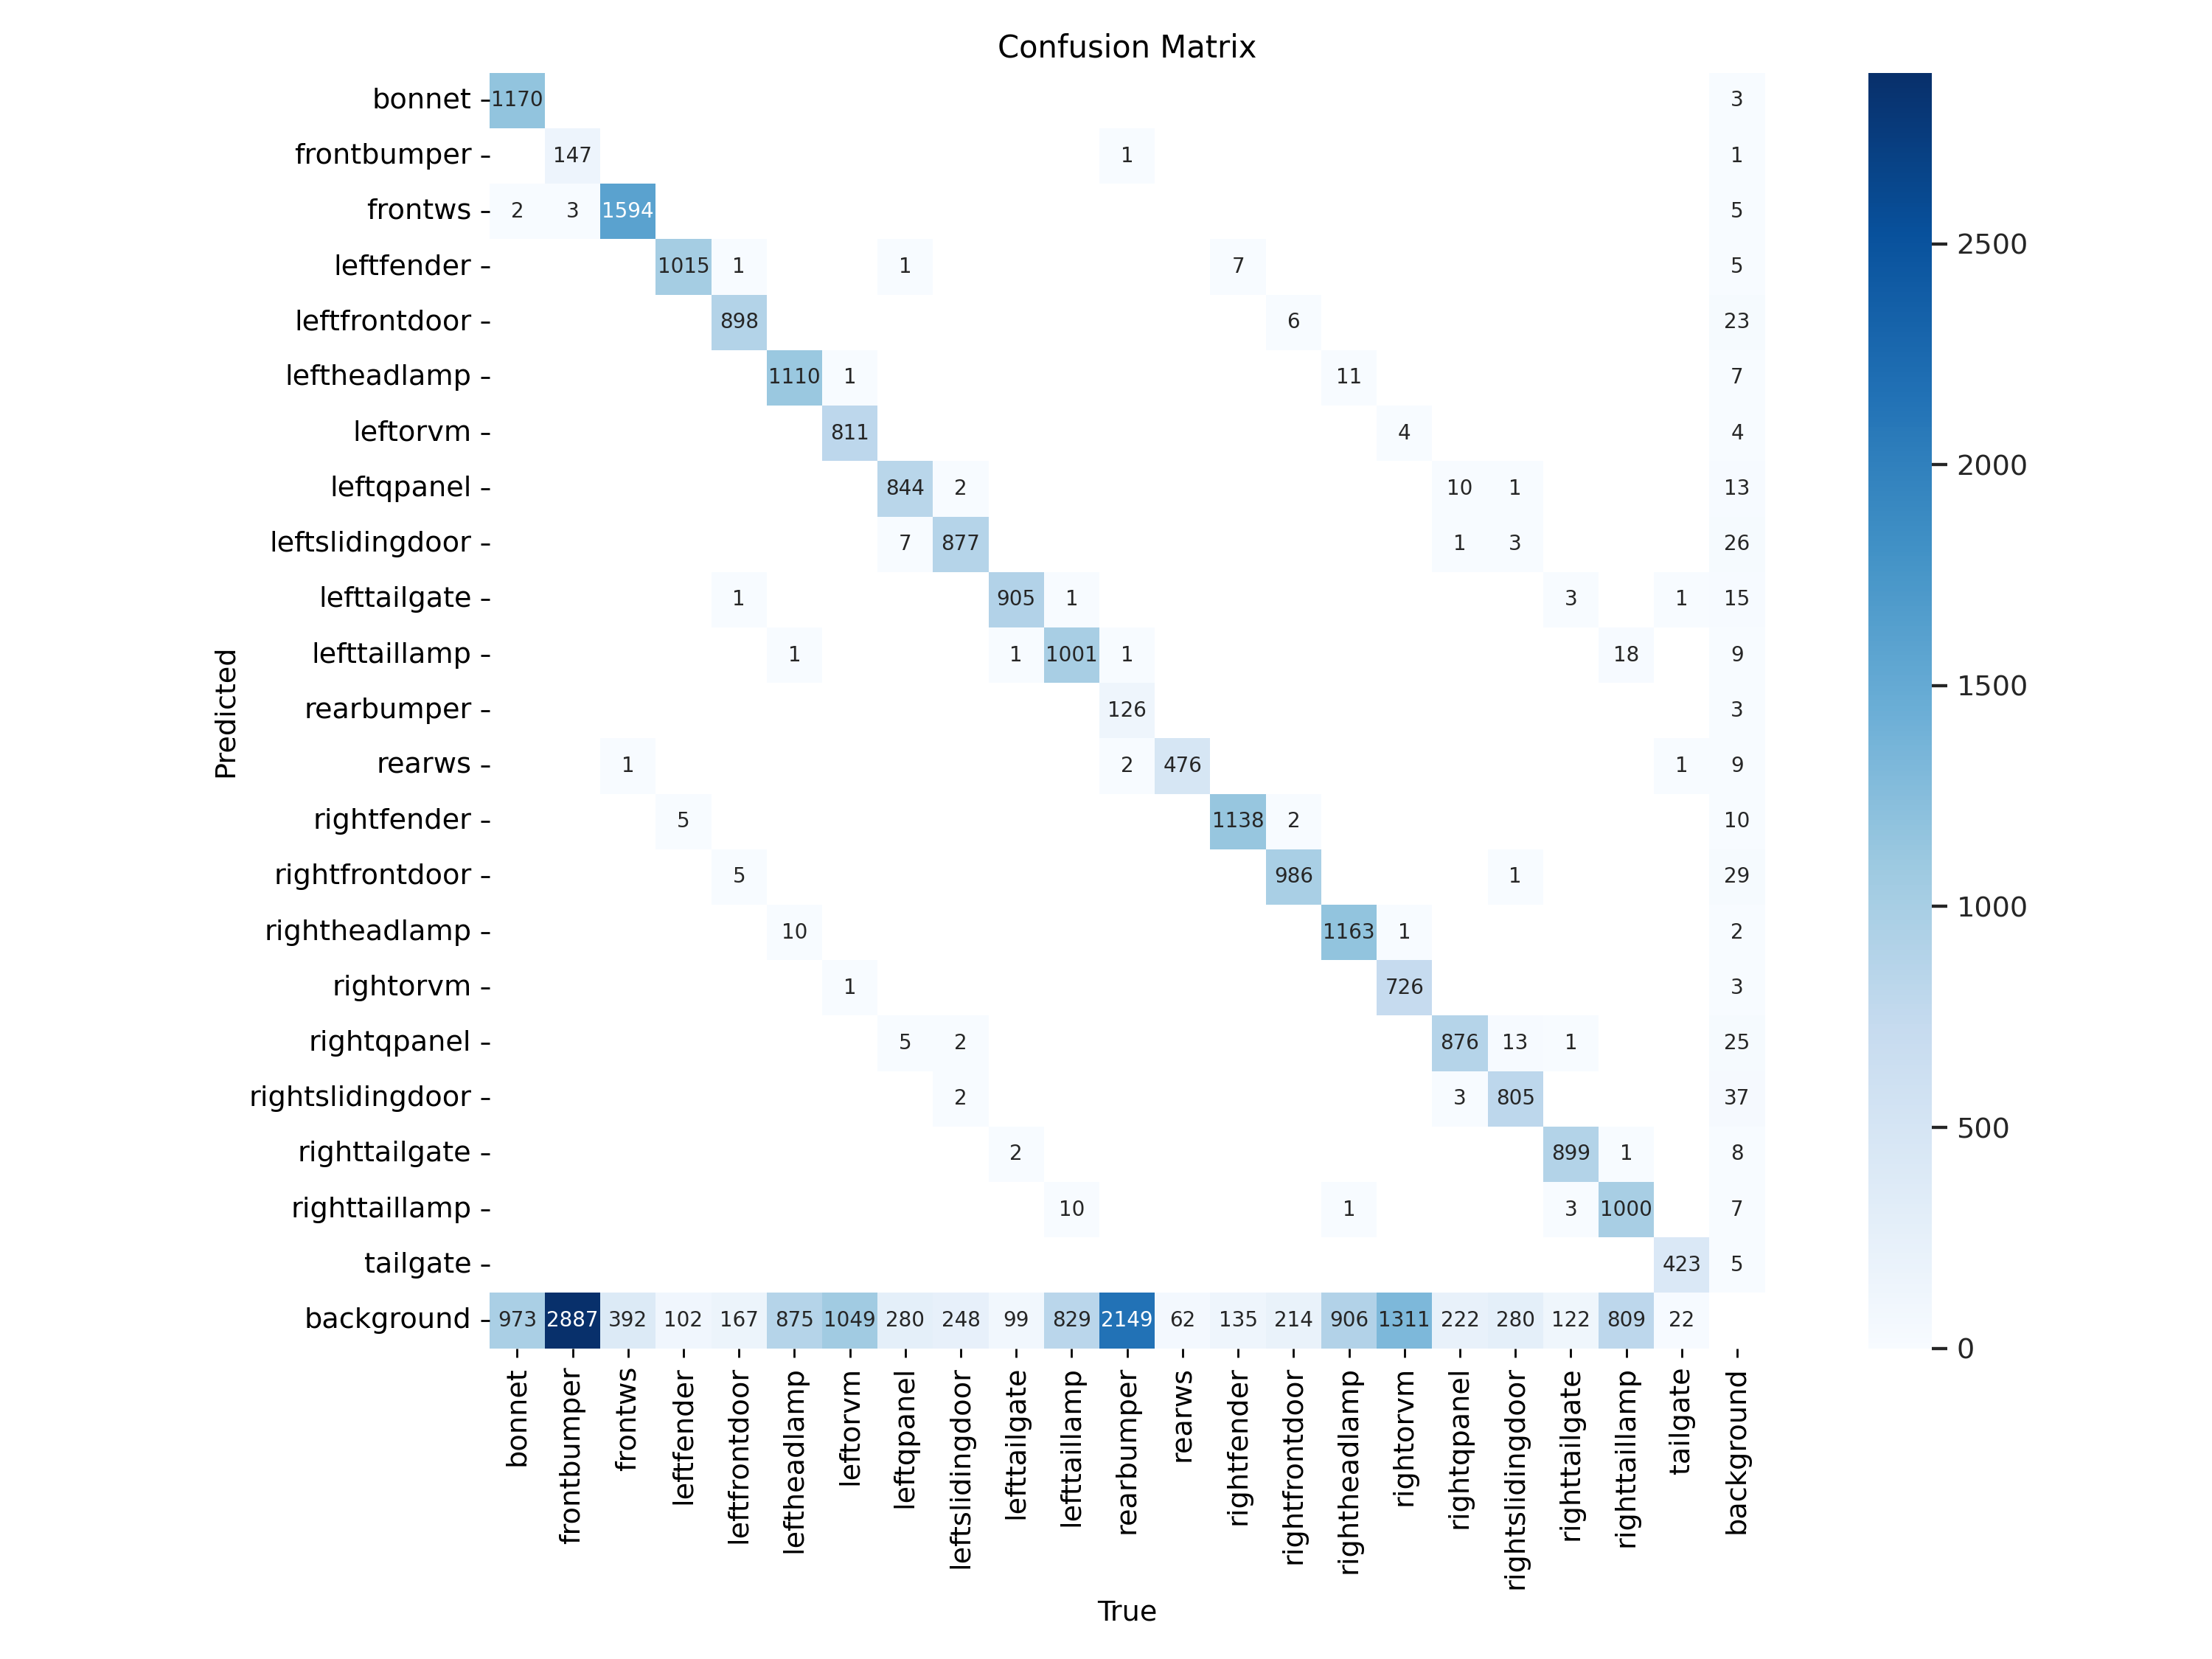 Confusion Matrix
bonnet 1170 3
frontbumper 147 1 1
frontws 2 3 1594 5
leftfender 1015 1 1 7 5
leftfrontdoor 898 6 23
leftheadlamp 1110 1 11 7
leftorvm 811 4 4
leftqpanel 844 2 10 1 13
leftslidingdoor 7 877 1 3 26
lefttailgate 1 905 1 3 1 15
lefttaillamp 1 1 1001 1 18 9
rearbumper 126 3
rearws 1 2 476 1 9
rightfender 5 1138 2 10
rightfrontdoor 5 986 1 29
rightheadlamp 10 1163 1 2
rightorvm 1 726 3
rightqpanel 5 2 876 13 1 25
rightslidingdoor 2 3 805 37
righttailgate 2 899 1 8
righttaillamp 10 1 3 1000 7
tailgate 423 5
background 973 2887 392 102 167 875 1049 280 248 99 829 2149 62 135 214 906 1311 222 280 122 809 22
Predicted
bonnet
frontbumper
frontws
leftfender
leftfrontdoor
leftheadlamp
leftorvm
leftqpanel
leftslidingdoor
lefttailgate
lefttaillamp
rearbumper
rearws
rightfender
rightfrontdoor
rightheadlamp
rightorvm
rightqpanel
rightslidingdoor
righttailgate
righttaillamp
tailgate
background
True
2500
2000
1500
1000
500
0